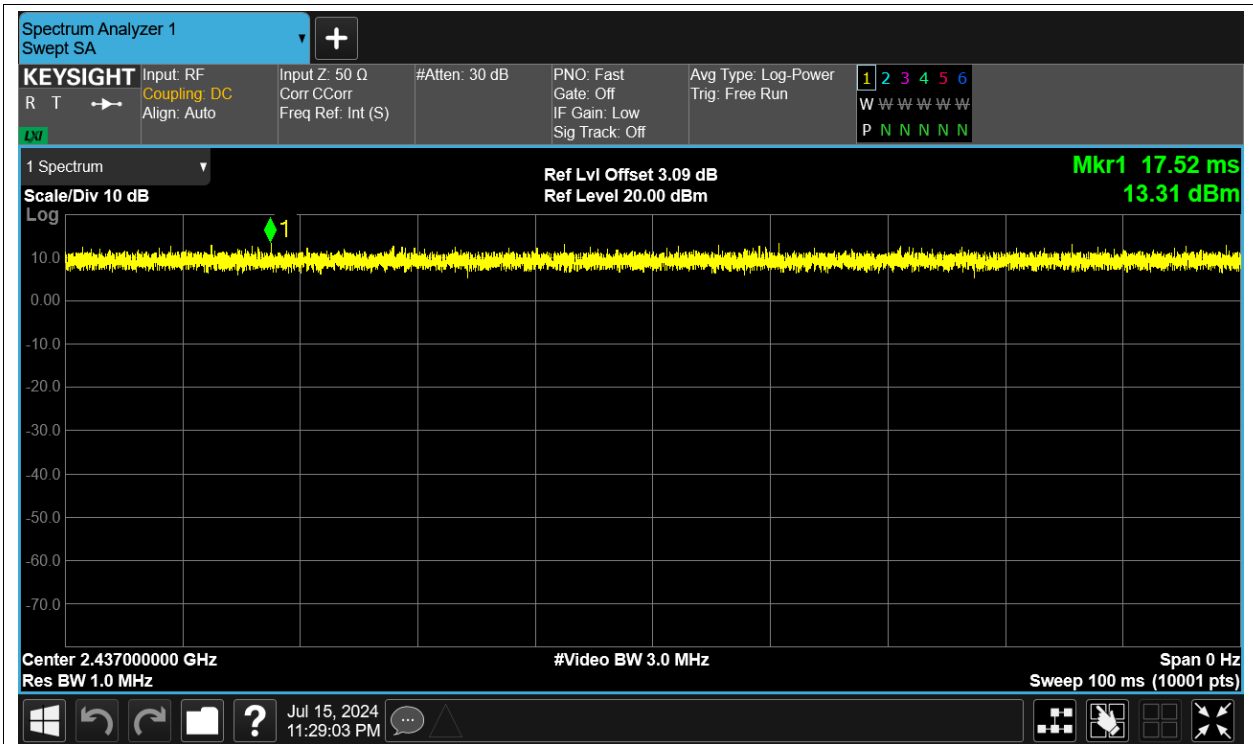 Spectrum Analyzer 1
Swept SA
KEYSIGHT
R T
LXI
Input: RF
Coupling: DC
Align: Auto
Input Z: 50 Ω
Corr CCorr
Freq Ref: Int (S)
#Atten: 30 dB
PNO: Fast
Gate: Off
IF Gain: Low
Sig Track: Off
Avg Type: Log-Power
Trig: Free Run
1 2 3 4 5 6
W W W W W W
P N N N N N
1 Spectrum
Scale/Div 10 dB
Log
Ref Lvl Offset 3.09 dB
Ref Level 20.00 dBm
Mkr1 17.52 ms
13.31 dBm
1
10.0
0.00
-10.0
-20.0
-30.0
-40.0
-50.0
-60.0
-70.0
Center 2.437000000 GHz
Res BW 1.0 MHz
#Video BW 3.0 MHz
Span 0 Hz
Sweep 100 ms (10001 pts)
?
Jul 15, 2024
11:29:03 PM